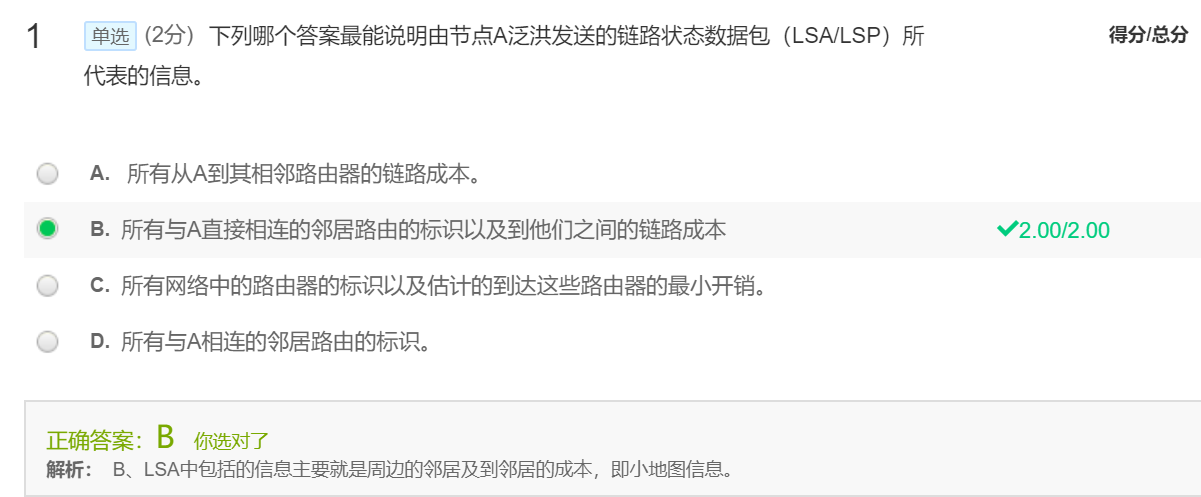 1 单选 (2分) 下列哪个答案最能说明由节点A泛洪发送的链路状态数据包（LSA/LSP）所 得分/总分
代表的信息。
A. 所有从A到其相邻路由器的链路成本。
B. 所有与A直接相连的邻居路由的标识以及到他们之间的链路成本 2.00/2.00
C. 所有网络中的路由器的标识以及估计的到达这些路由器的最小开销。
D. 所有与A相连的邻居路由的标识。
正确答案：B 你选对了
解析： B、LSA中包括的信息主要就是周边的邻居及到邻居的成本，即小地图信息。